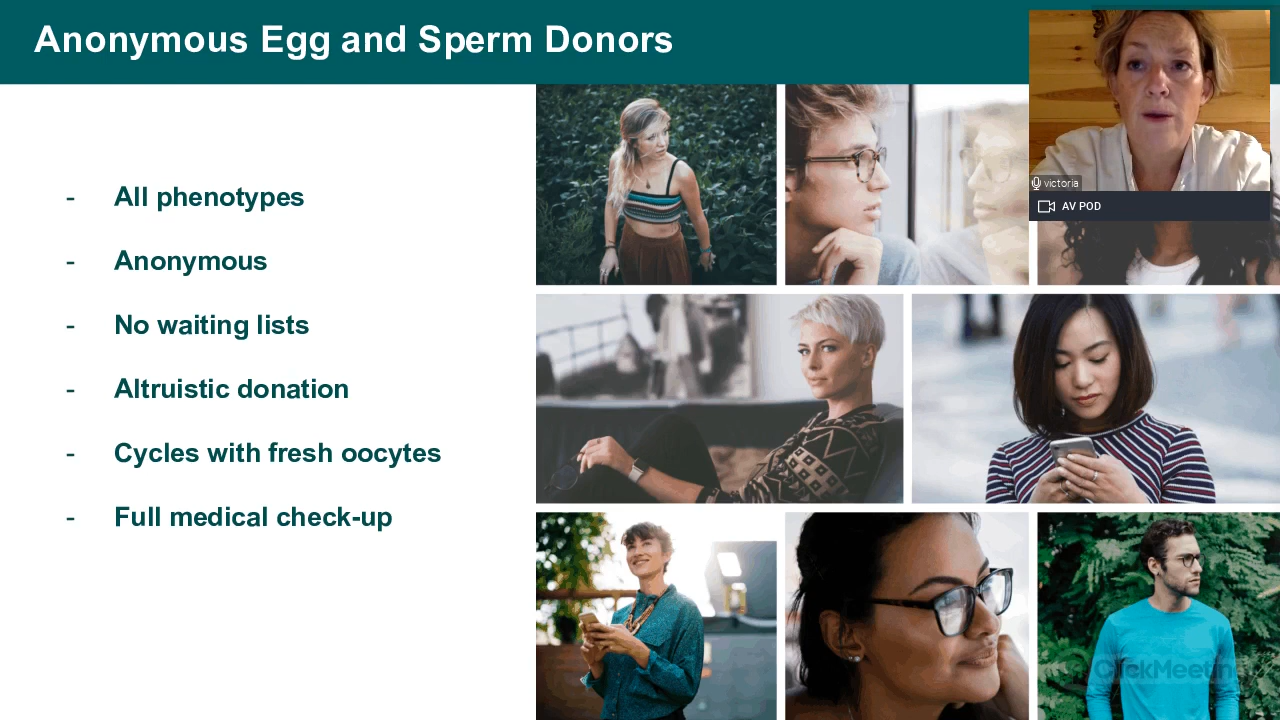 Anonymous Egg and Sperm Donors
victoria
AV POD
- All phenotypes
- Anonymous
- No waiting lists
- Altruistic donation
- Cycles with fresh oocytes
- Full medical check-up
ClickMeeting